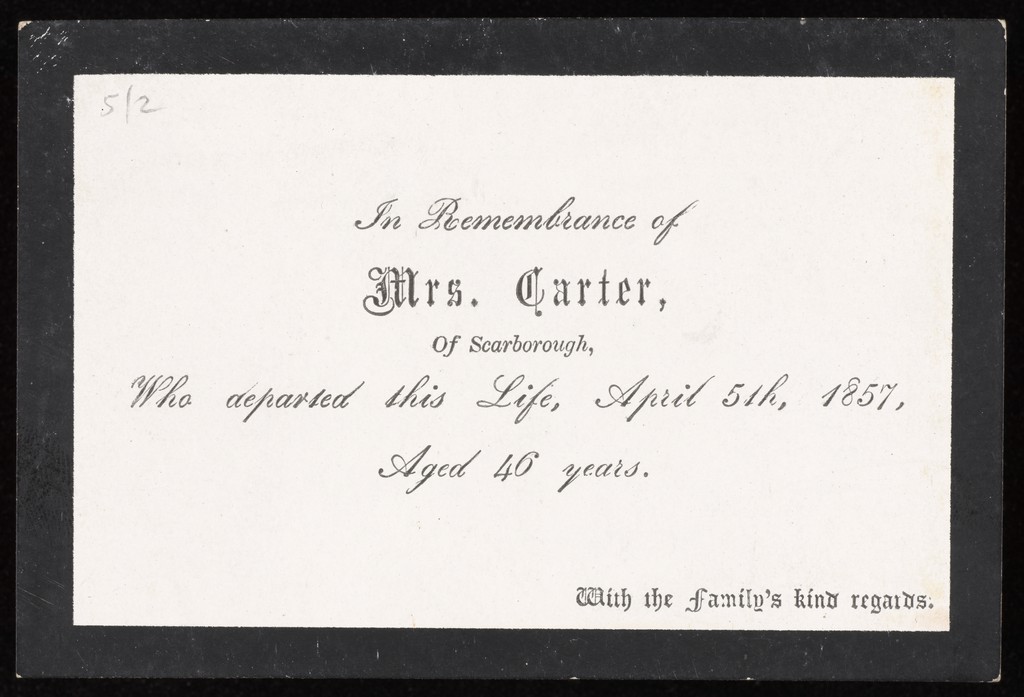 5/2
In Remembrance of
Mrs. Carter,
Of Scarborough,
Who departed this Life, April 5th, 1857,
Aged 46 years.
With the Family's kind regards.